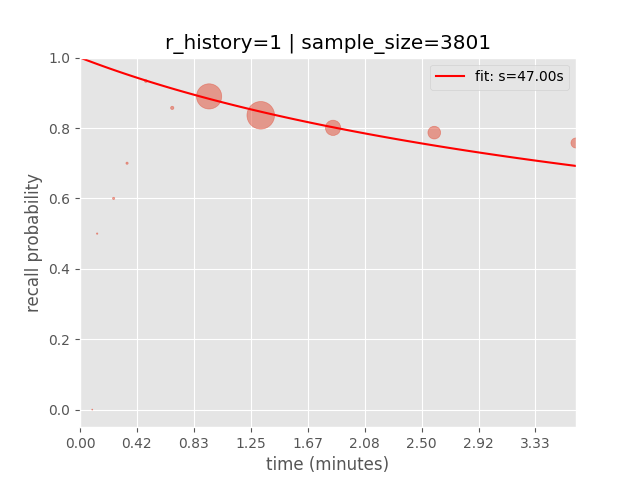 r_history=1 | sample_size=3801
fit: s=47.00s
recall probability
1.0
0.8
0.6
0.4
0.2
0.0
0.00 0.42 0.83 1.25 1.67 2.08 2.50 2.92 3.33
time (minutes)